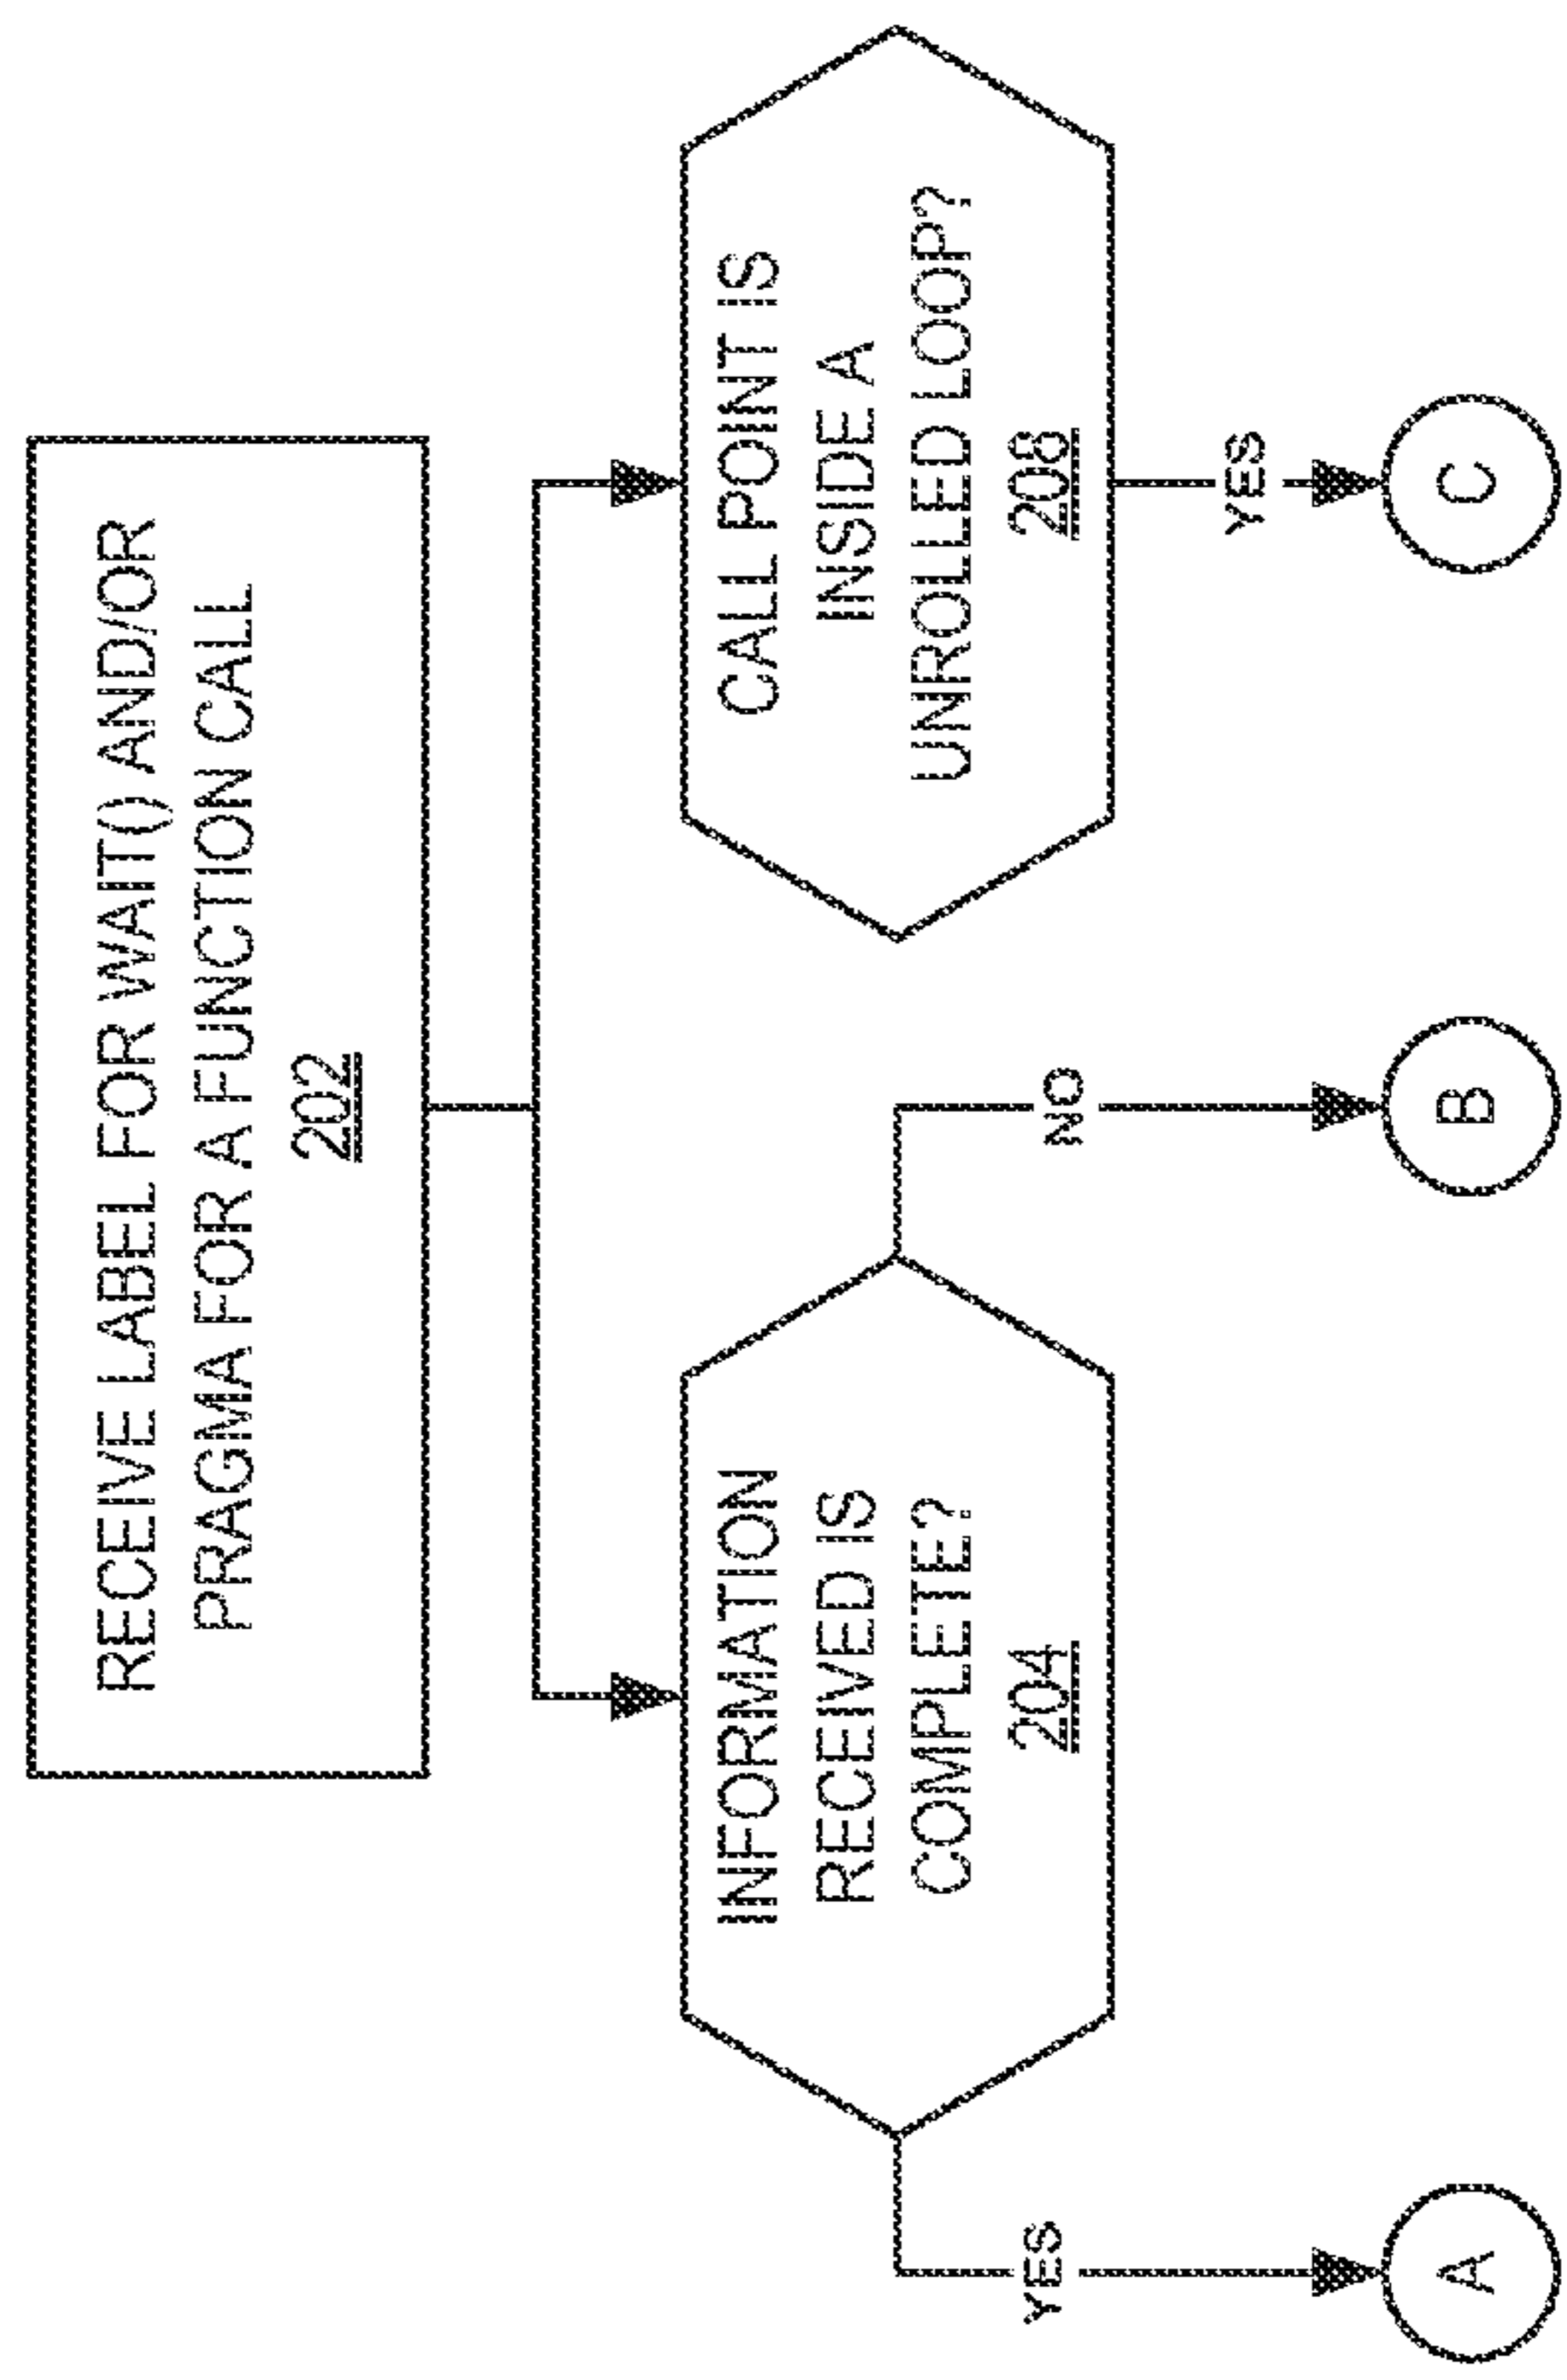 RECEIVE LABEL FOR WAIT() AND/OR
PRAGMA FOR A FUNCTION CALL
202
INFORMATION
RECEIVED IS
COMPLETE?
204
CALL POINT IS
INSIDE A
UNROLLED LOOP?
208
YES
NO
YES
A
B
C